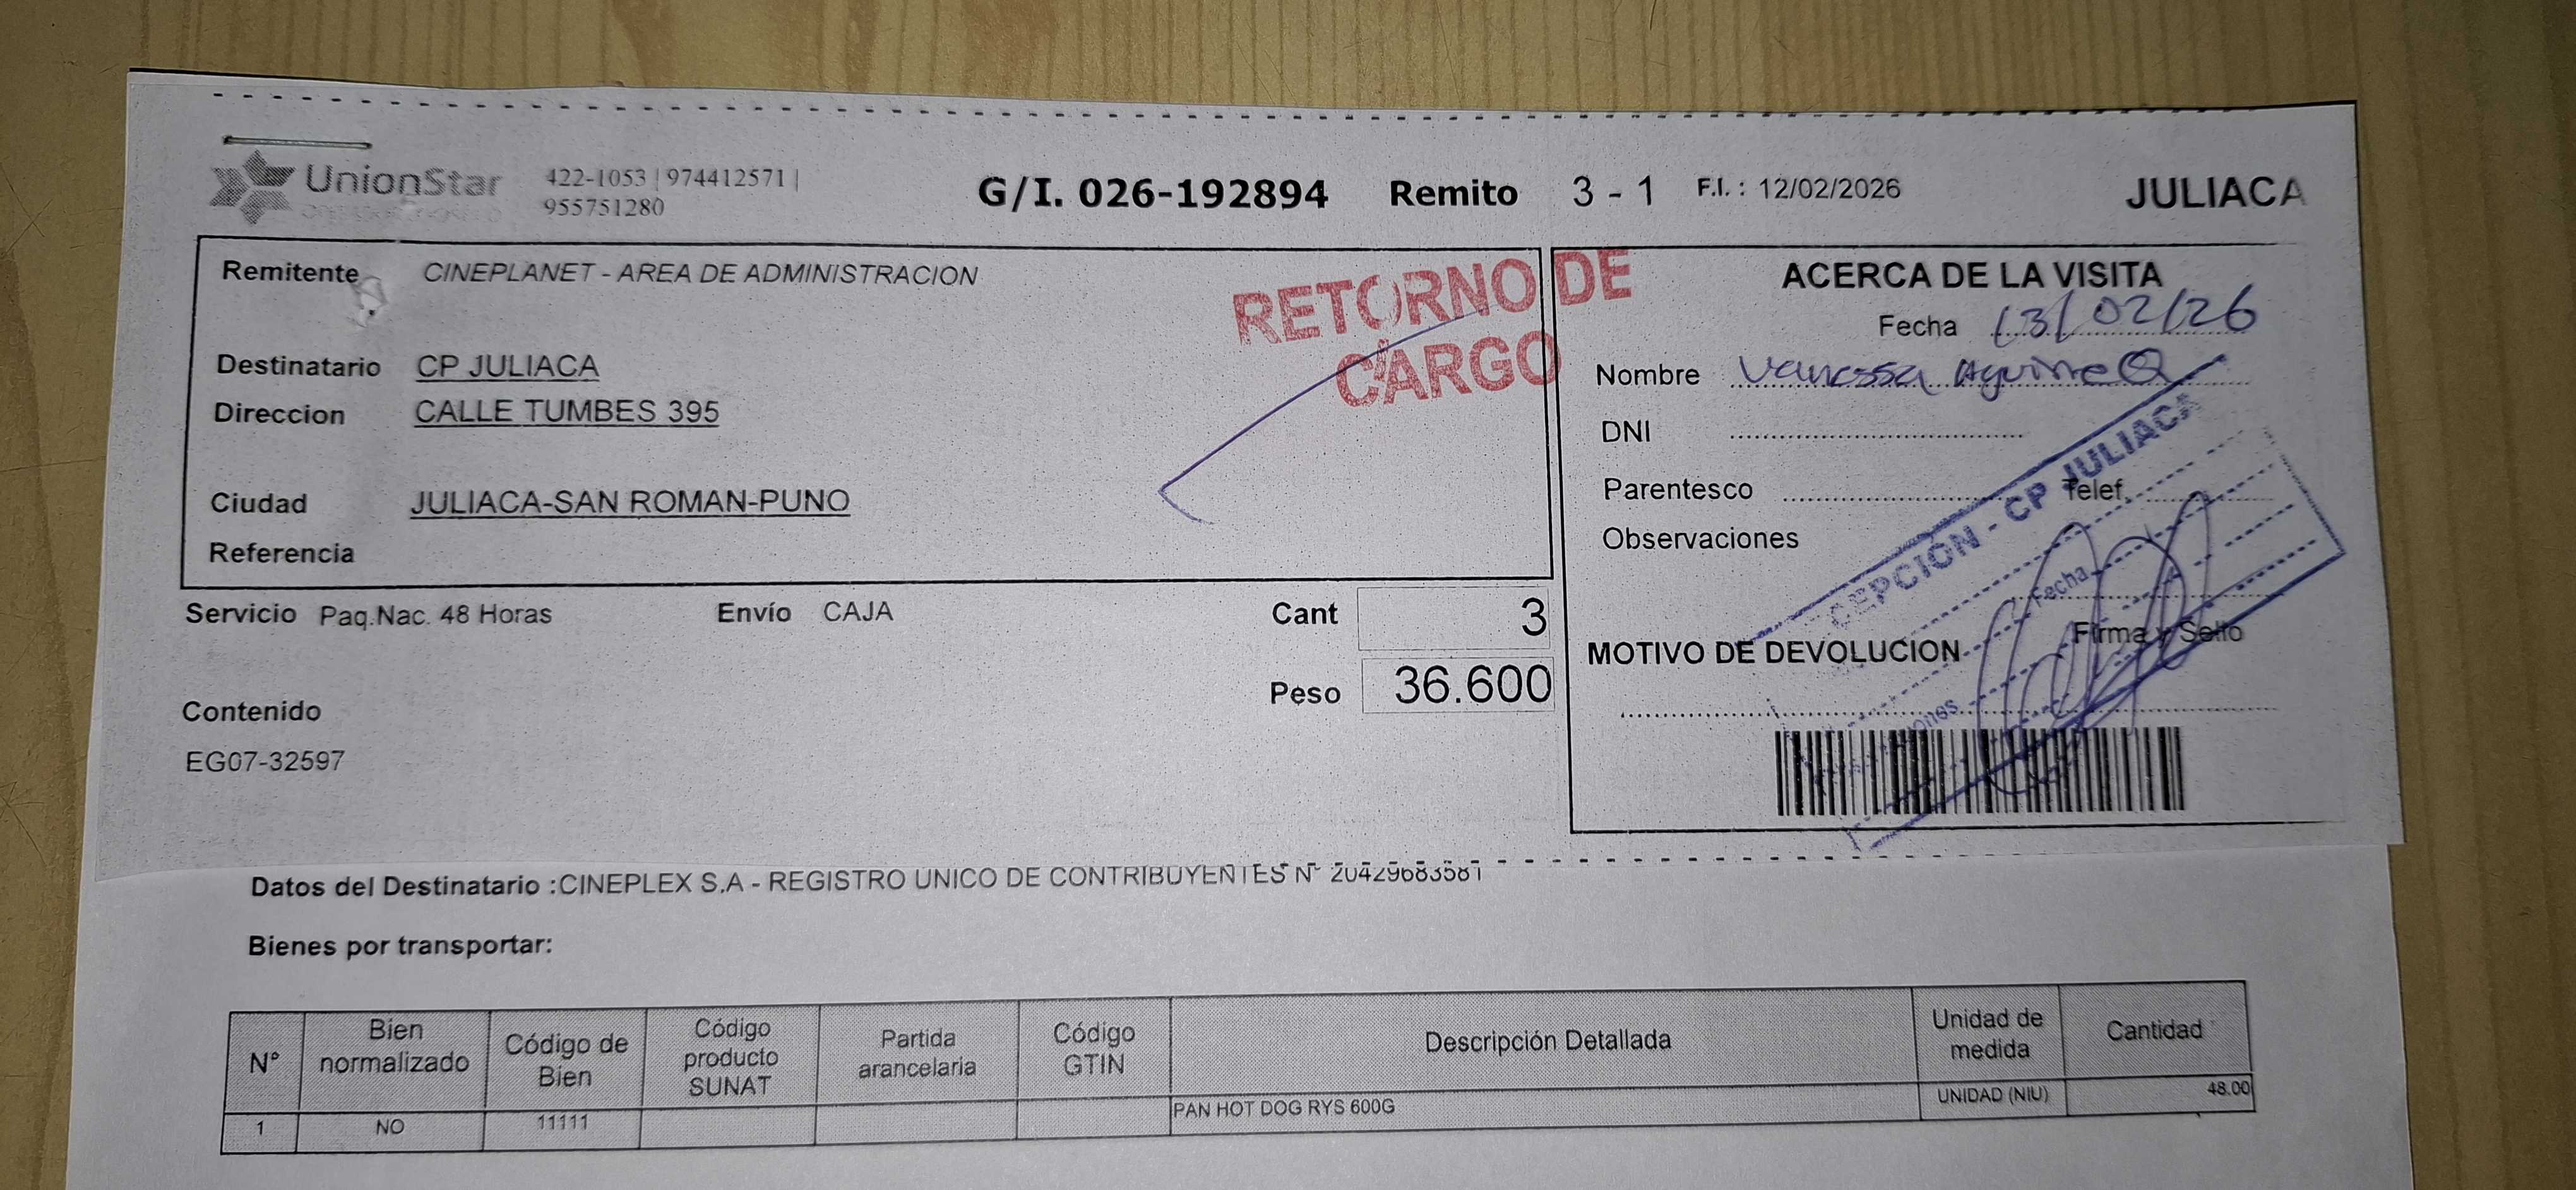 UnionStar
422-1053 | 974412571 |
955751280
G/I. 026-192894 Remito 3 - 1 F.I. : 12/02/2026 JULIACA
Remitente CINEPLANET - AREA DE ADMINISTRACION
RETORNO DE
CARGO
Destinatario CP JULIACA
Direccion CALLE TUMBES 395
Ciudad JULIACA-SAN ROMAN-PUNO
Referencia
Servicio Paq.Nac. 48 Horas Envío CAJA Cant 3
Peso 36.600
Contenido
EG07-32597
ACERCA DE LA VISITA
Fecha 13/02/26
Nombre Vanessa Aguirre Q
DNI
Parentesco Telef.
Observaciones
CEPCIÓN - CP JULIACA
Fecha
Firma y Sello
MOTIVO DE DEVOLUCION
Datos del Destinatario :CINEPLEX S.A - REGISTRO UNICO DE CONTRIBUYENTES N° 20429683581
Bienes por transportar:
N° Bien normalizado Código de Bien Código producto SUNAT Partida arancelaria Código GTIN Descripción Detallada Unidad de medida Cantidad
1 NO 11111 PAN HOT DOG RYS 600G UNIDAD (NIU) 48.00